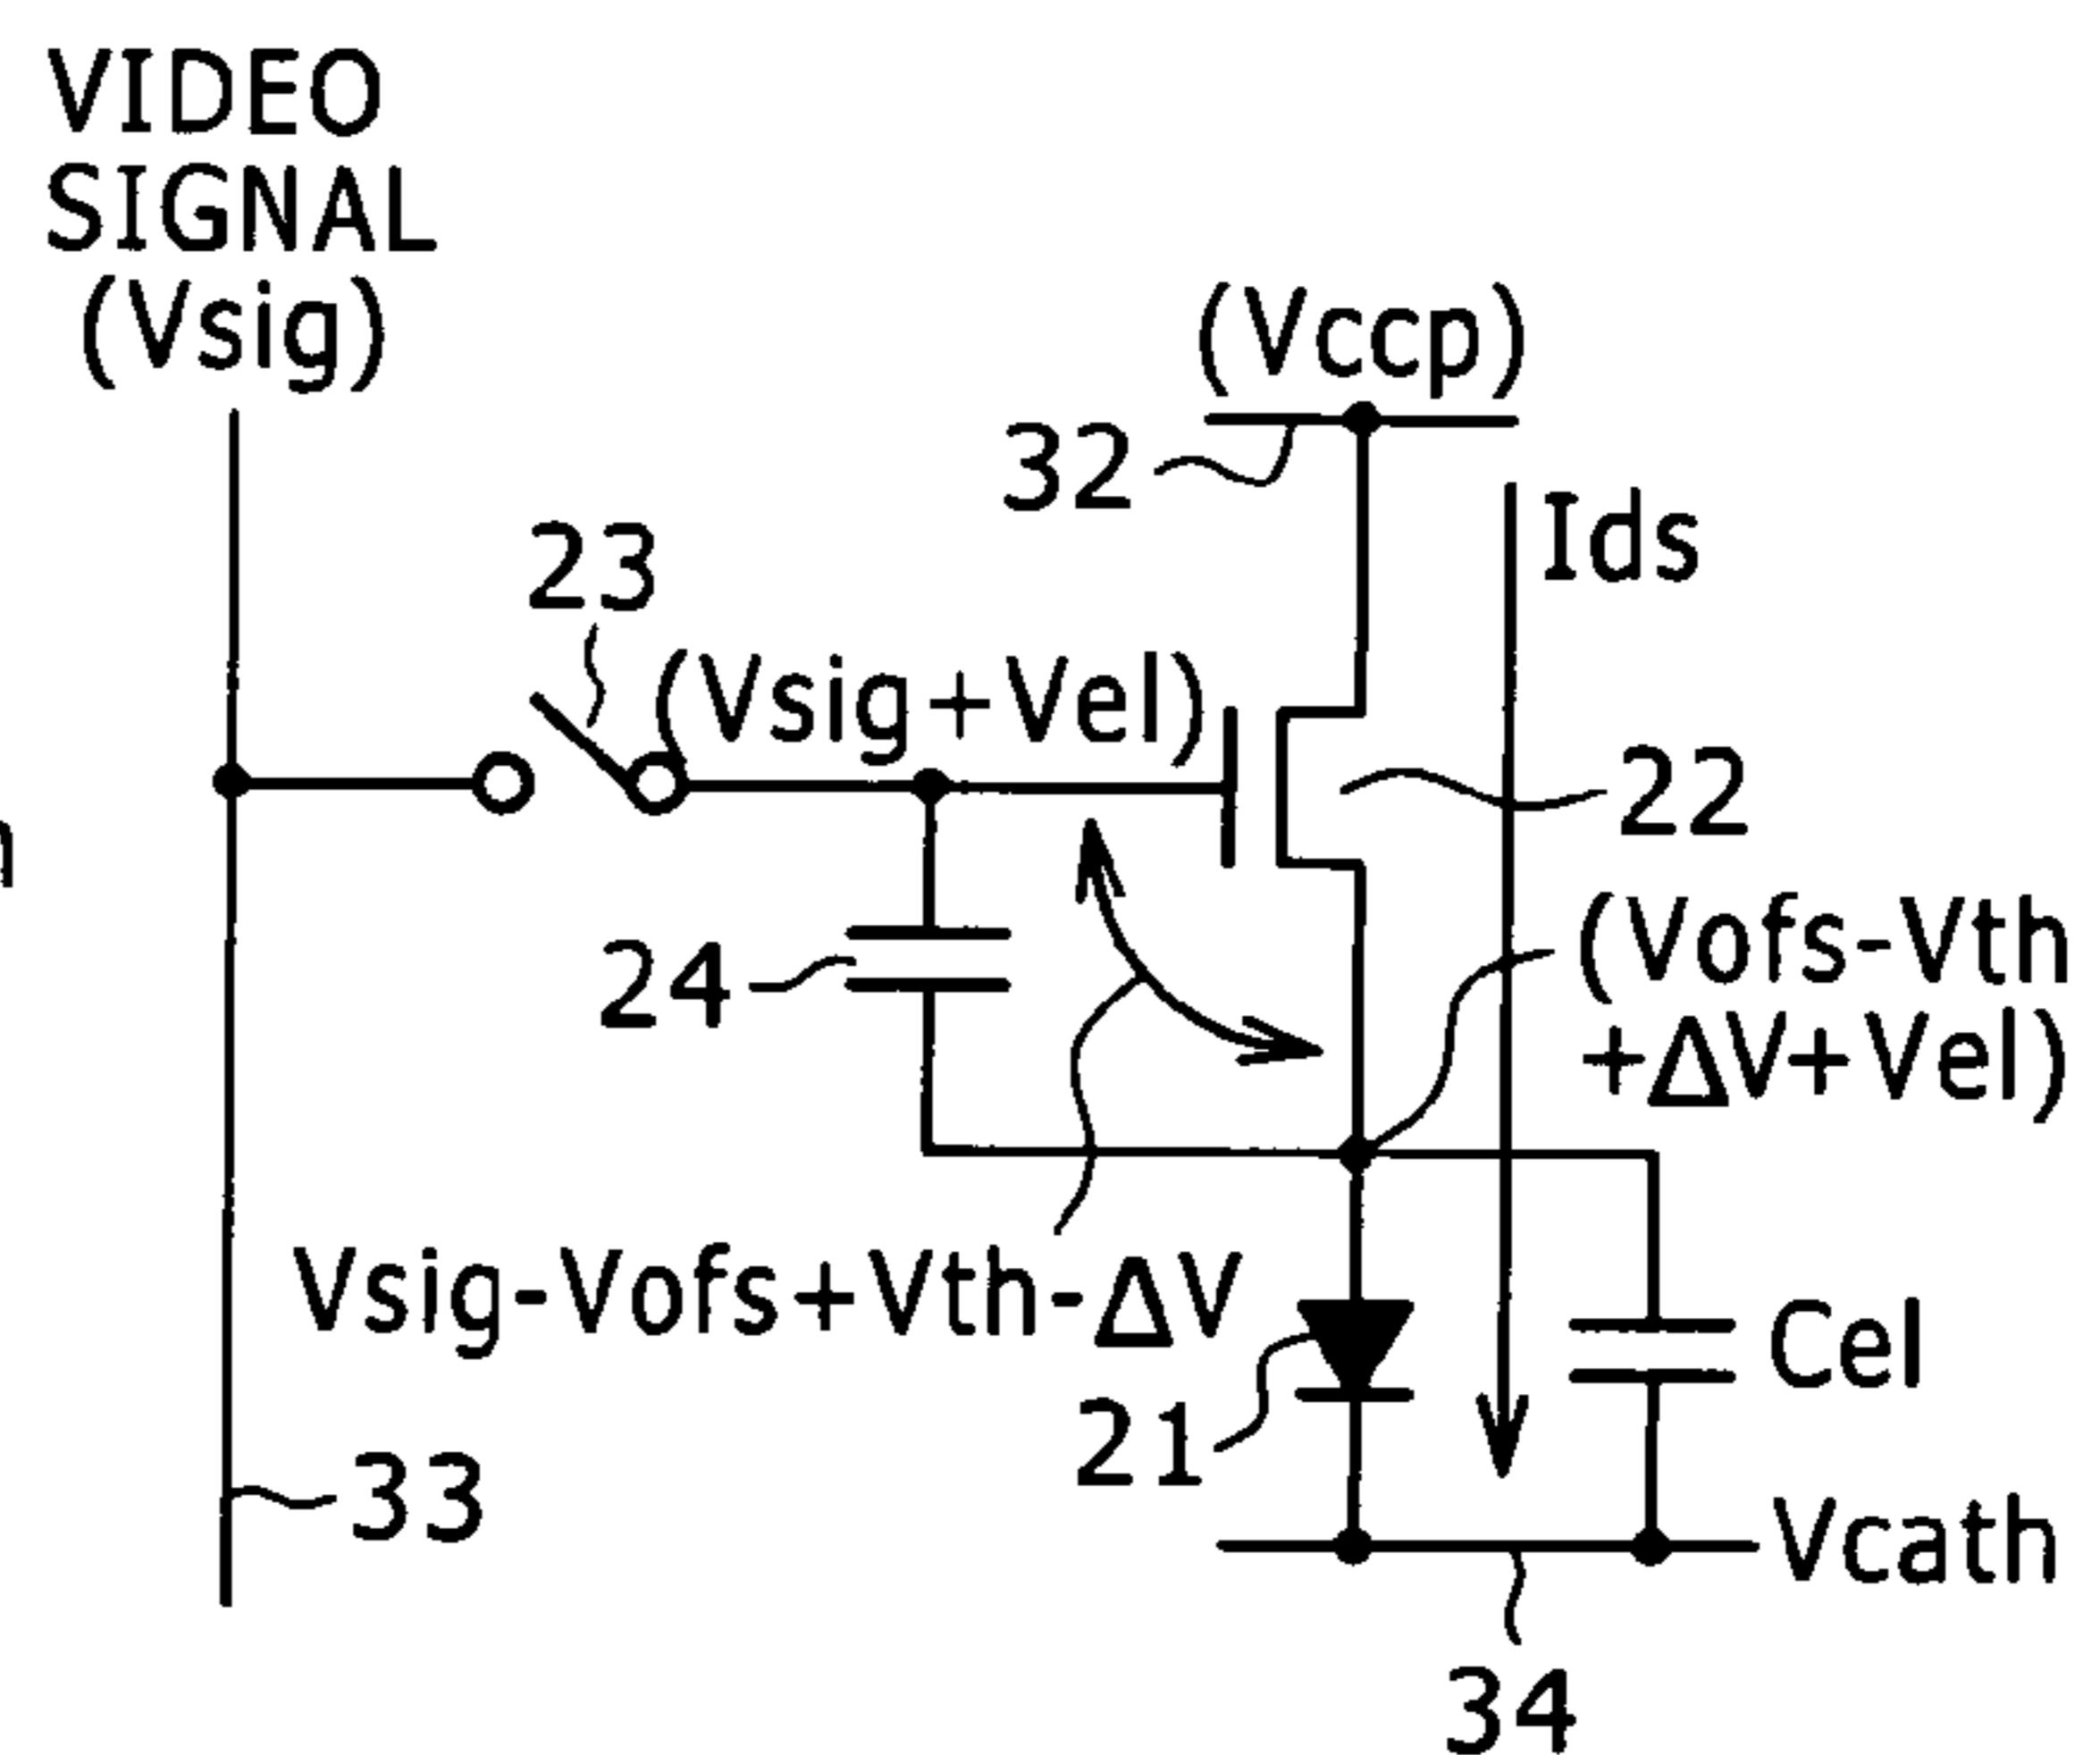 VIDEO
SIGNAL
(Vsig)
(Vccp)
32
Ids
23
(Vsig+Vel)
22
24
(Vofs-Vth
+ΔV+Vel)
Vsig-Vofs+Vth-ΔV
Cel
21
33
Vcath
34